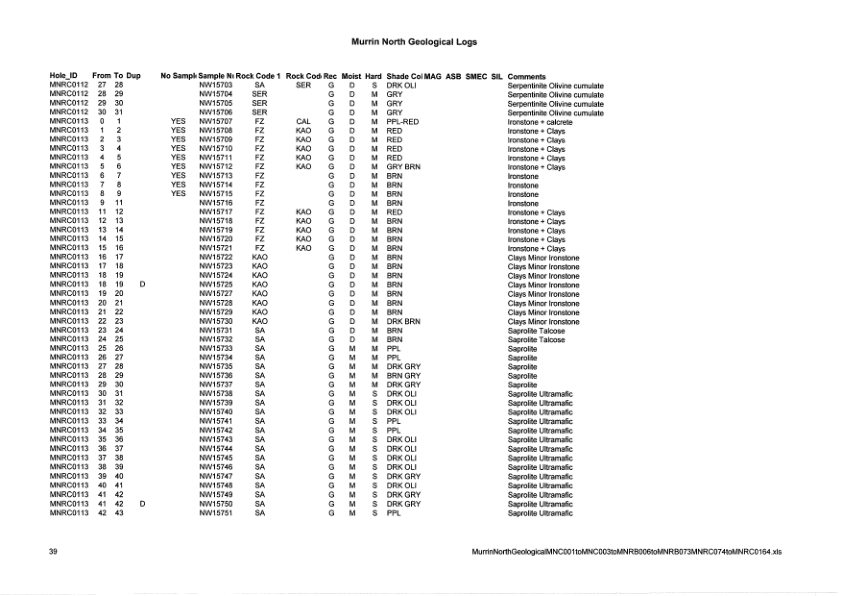 Murrin North Geological Logs
Hole_ID From To Dup No Sampl Sample N Rock Code 1 Rock Cod Rec Moist Hard Shade Col MAG ASB SMEC SIL Comments
MNRC0112 27 28 NW15703 SA SER G D S DRK OLI Serpentinite Olivine cumulate
MNRC0112 28 29 NW15704 SER G D M GRY Serpentinite Olivine cumulate
MNRC0112 29 30 NW15705 SER G D M GRY Serpentinite Olivine cumulate
MNRC0112 30 31 NW15706 SER G D M GRY Serpentinite Olivine cumulate
MNRC0113 0 1 YES NW15707 FZ CAL G D M PPL-RED Ironstone + calcrete
MNRC0113 1 2 YES NW15708 FZ KAO G D M RED Ironstone + Clays
MNRC0113 2 3 YES NW15709 FZ KAO G D M RED Ironstone + Clays
MNRC0113 3 4 YES NW15710 FZ KAO G D M RED Ironstone + Clays
MNRC0113 4 5 YES NW15711 FZ KAO G D M RED Ironstone + Clays
MNRC0113 5 6 YES NW15712 FZ KAO G D M GRY BRN Ironstone + Clays
MNRC0113 6 7 YES NW15713 FZ G D M BRN Ironstone
MNRC0113 7 8 YES NW15714 FZ G D M BRN Ironstone
MNRC0113 8 9 YES NW15715 FZ G D M BRN Ironstone
MNRC0113 9 11 NW15716 FZ G D M BRN Ironstone
MNRC0113 11 12 NW15717 FZ KAO G D M RED Ironstone + Clays
MNRC0113 12 13 NW15718 FZ KAO G D M BRN Ironstone + Clays
MNRC0113 13 14 NW15719 FZ KAO G D M BRN Ironstone + Clays
MNRC0113 14 15 NW15720 FZ KAO G D M BRN Ironstone + Clays
MNRC0113 15 16 NW15721 FZ KAO G D M BRN Ironstone + Clays
MNRC0113 16 17 NW15722 KAO G D M BRN Clays Minor Ironstone
MNRC0113 17 18 NW15723 KAO G D M BRN Clays Minor Ironstone
MNRC0113 18 19 NW15724 KAO G D M BRN Clays Minor Ironstone
MNRC0113 18 19 D NW15725 KAO G D M BRN Clays Minor Ironstone
MNRC0113 19 20 NW15727 KAO G D M BRN Clays Minor Ironstone
MNRC0113 20 21 NW15728 KAO G D M BRN Clays Minor Ironstone
MNRC0113 21 22 NW15729 KAO G D M BRN Clays Minor Ironstone
MNRC0113 22 23 NW15730 KAO G D M DRK BRN Clays Minor Ironstone
MNRC0113 23 24 NW15731 SA G D M BRN Saprolite Talcose
MNRC0113 24 25 NW15732 SA G D M BRN Saprolite Talcose
MNRC0113 25 26 NW15733 SA G M M PPL Saprolite
MNRC0113 26 27 NW15734 SA G M M PPL Saprolite
MNRC0113 27 28 NW15735 SA G M M DRK GRY Saprolite
MNRC0113 28 29 NW15736 SA G M M BRN GRY Saprolite
MNRC0113 29 30 NW15737 SA G M M DRK GRY Saprolite
MNRC0113 30 31 NW15738 SA G M S DRK OLI Saprolite Ultramafic
MNRC0113 31 32 NW15739 SA G M S DRK OLI Saprolite Ultramafic
MNRC0113 32 33 NW15740 SA G M S DRK OLI Saprolite Ultramafic
MNRC0113 33 34 NW15741 SA G M S PPL Saprolite Ultramafic
MNRC0113 34 35 NW15742 SA G M S PPL Saprolite Ultramafic
MNRC0113 35 36 NW15743 SA G M S DRK OLI Saprolite Ultramafic
MNRC0113 36 37 NW15744 SA G M S DRK OLI Saprolite Ultramafic
MNRC0113 37 38 NW15745 SA G M S DRK OLI Saprolite Ultramafic
MNRC0113 38 39 NW15746 SA G M S DRK OLI Saprolite Ultramafic
MNRC0113 39 40 NW15747 SA G M S DRK GRY Saprolite Ultramafic
MNRC0113 40 41 NW15748 SA G M S DRK OLI Saprolite Ultramafic
MNRC0113 41 42 NW15749 SA G M S DRK GRY Saprolite Ultramafic
MNRC0113 41 42 D NW15750 SA G M S DRK GRY Saprolite Ultramafic
MNRC0113 42 43 NW15751 SA G M S PPL Saprolite Ultramafic
39 MurrinNorthGeologicalMNC001toMNC003toMNRB006toMNRB073MNRC074toMNRC0164.xls